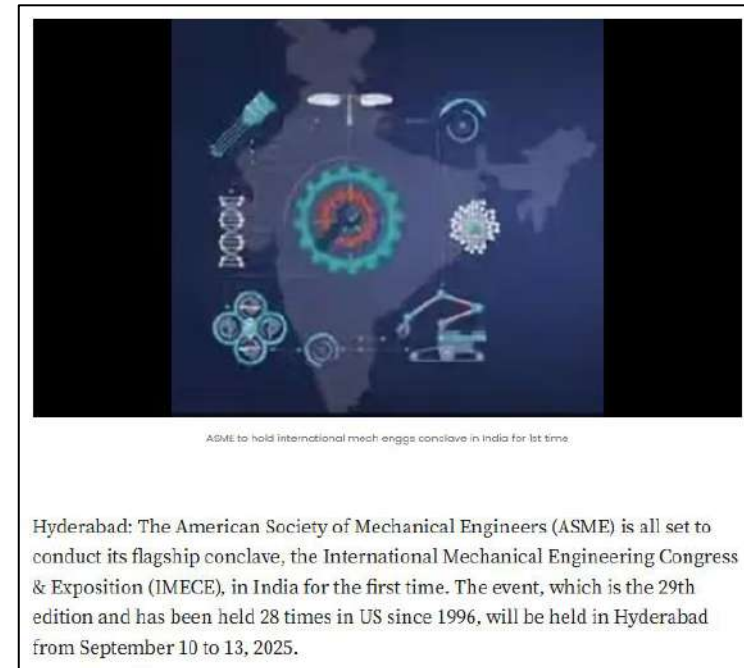 ASME to hold international mech enggs conclave in India for 1st time
Hyderabad: The American Society of Mechanical Engineers (ASME) is all set to
conduct its flagship conclave, the International Mechanical Engineering Congress
& Exposition (IMECE), in India for the first time. The event, which is the 29th
edition and has been held 28 times in US since 1996, will be held in Hyderabad
from September 10 to 13, 2025.